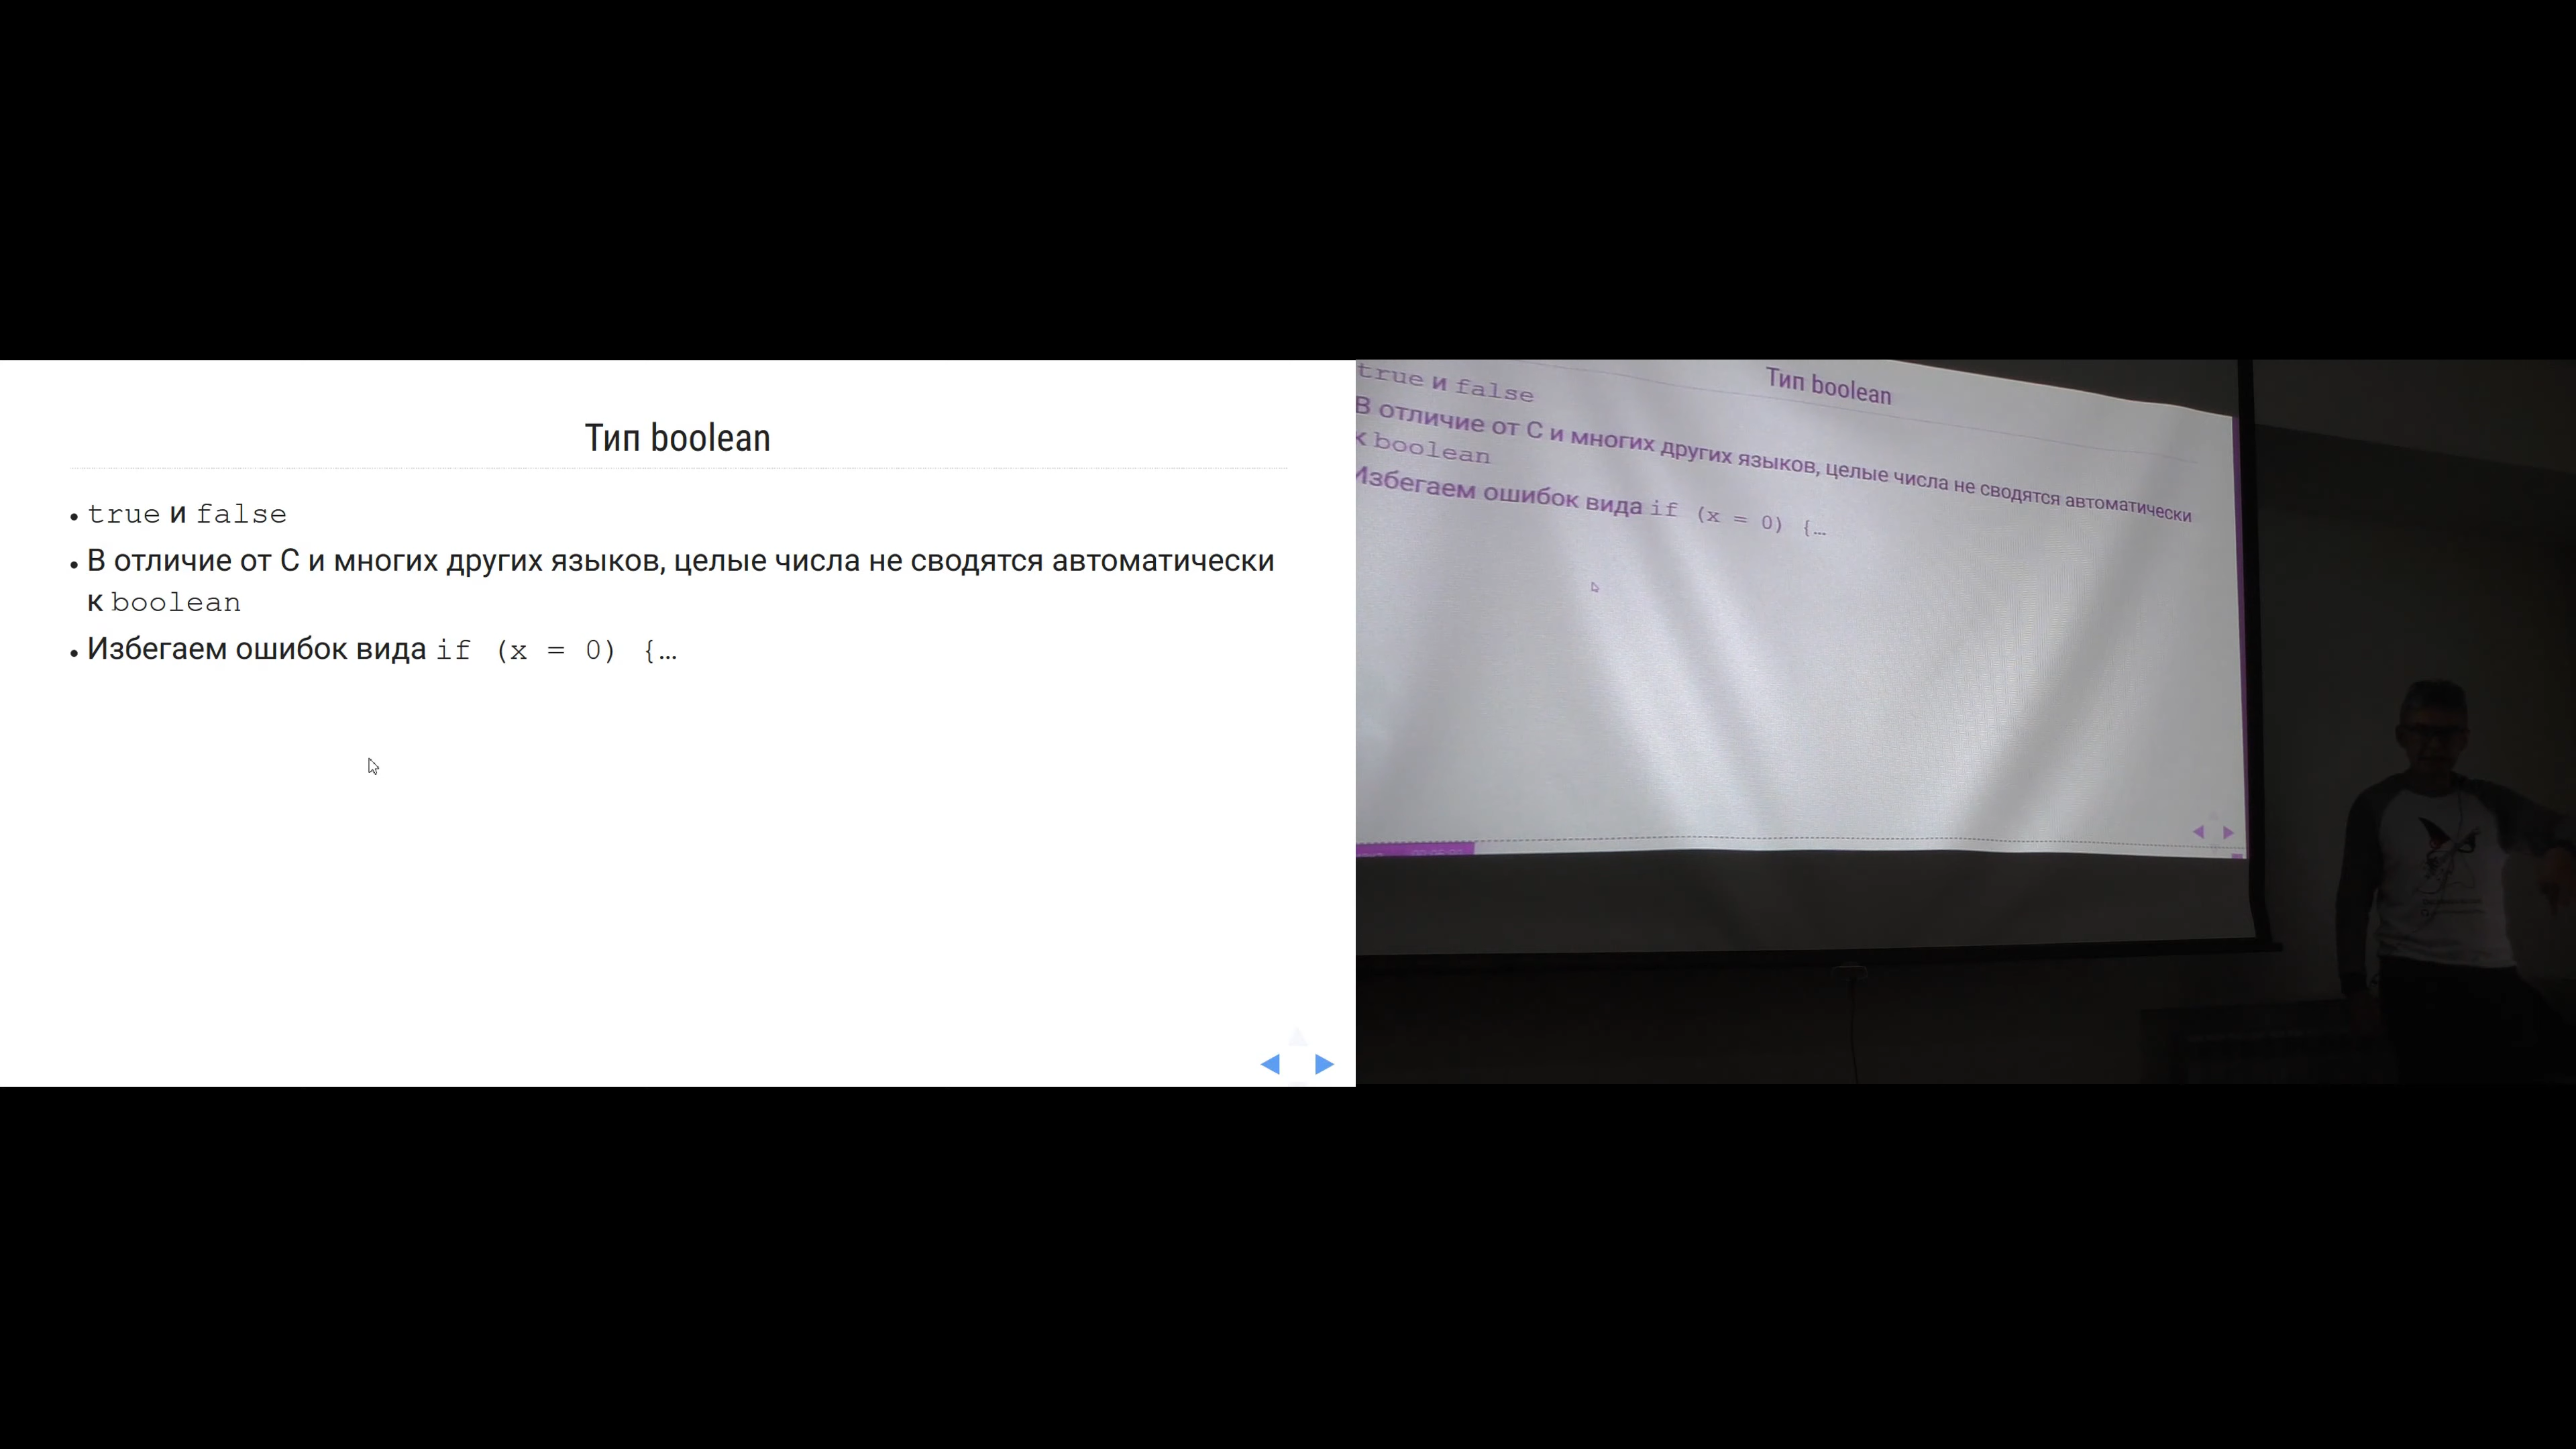 Тип boolean
true и false
В отличие от С и многих других языков, целые числа не сводятся автоматически
к boolean
Избегаем ошибок вида if (x = 0) {…
Тип boolean
true и false
В отличие от С и многих других языков, целые числа не сводятся автоматически
к boolean
Избегаем ошибок вида if (x = 0) {…